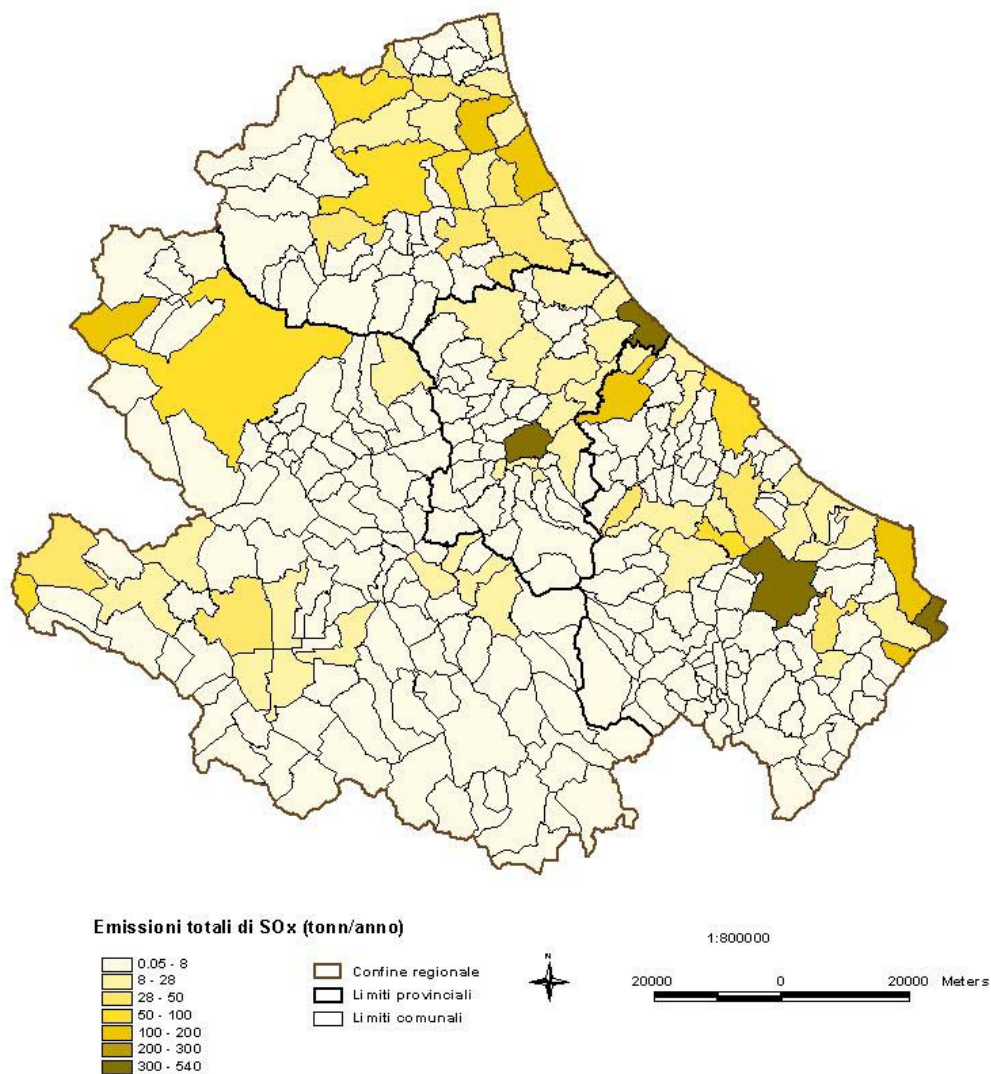 Emissioni totali di SOx (tonn/anno)
0.05 - 8
8 - 28
28 - 50
50 - 100
100 - 200
200 - 300
300 - 540
Confine regionale
Limiti provinciali
Limiti comunali
N
1:800000
20000 0 20000 Meters